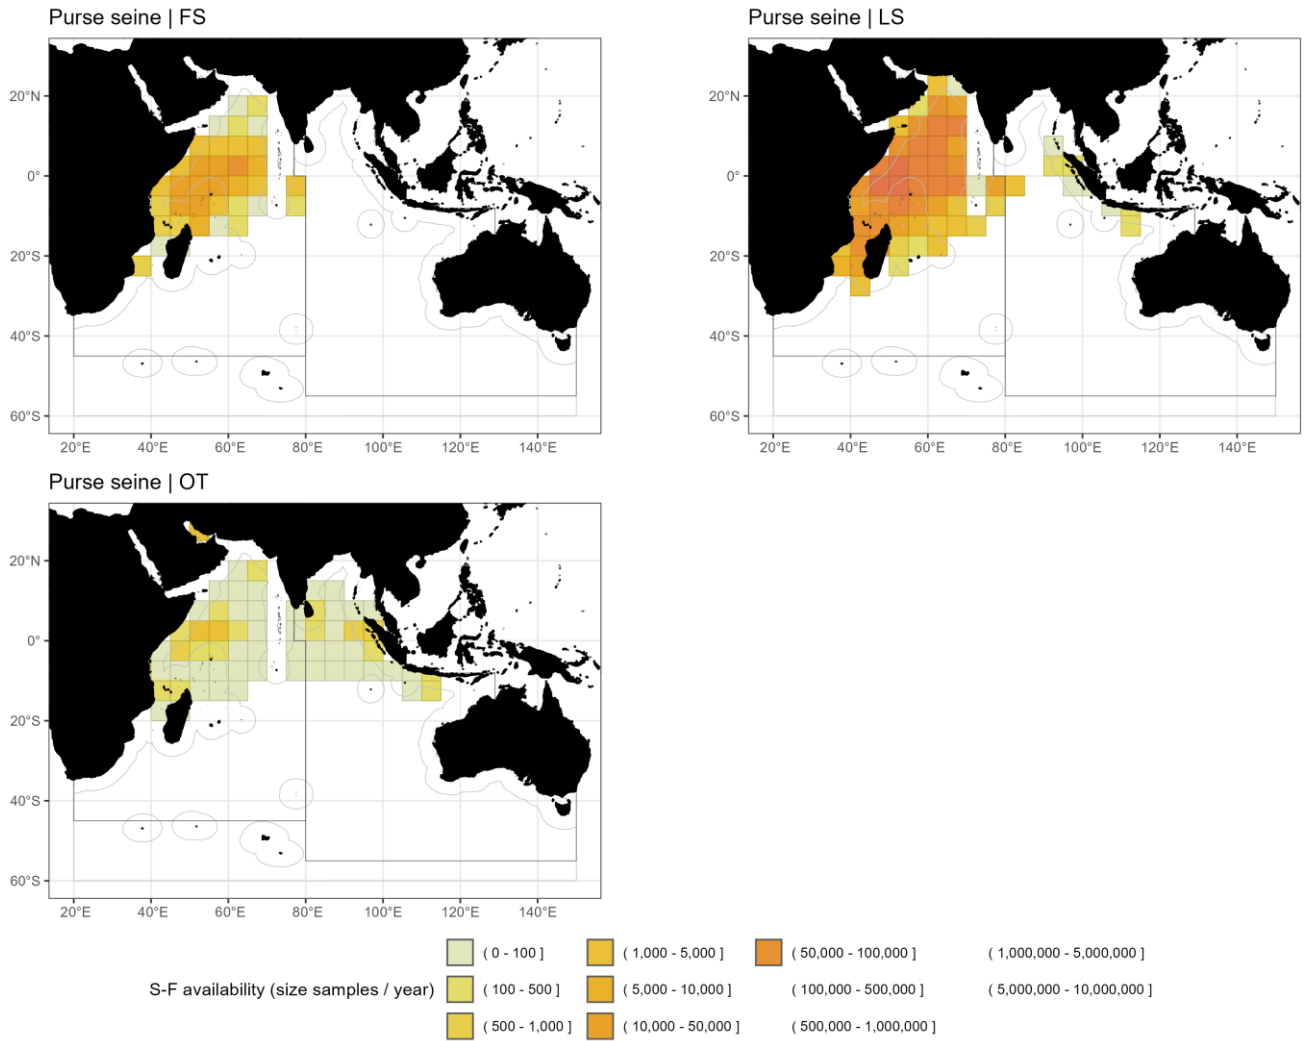 Purse seine | FS
Purse seine | LS
20°N
0°
20°S
40°S
60°S
20°E 40°E 60°E 80°E 100°E 120°E 140°E
20°N
0°
20°S
40°S
60°S
20°E 40°E 60°E 80°E 100°E 120°E 140°E
Purse seine | OT
20°N
0°
20°S
40°S
60°S
20°E 40°E 60°E 80°E 100°E 120°E 140°E
S-F availability (size samples / year)
( 0 - 100 ]
( 100 - 500 ]
( 500 - 1,000 ]
( 1,000 - 5,000 ]
( 5,000 - 10,000 ]
( 10,000 - 50,000 ]
( 50,000 - 100,000 ]
( 100,000 - 500,000 ]
( 500,000 - 1,000,000 ]
( 1,000,000 - 5,000,000 ]
( 5,000,000 - 10,000,000 ]